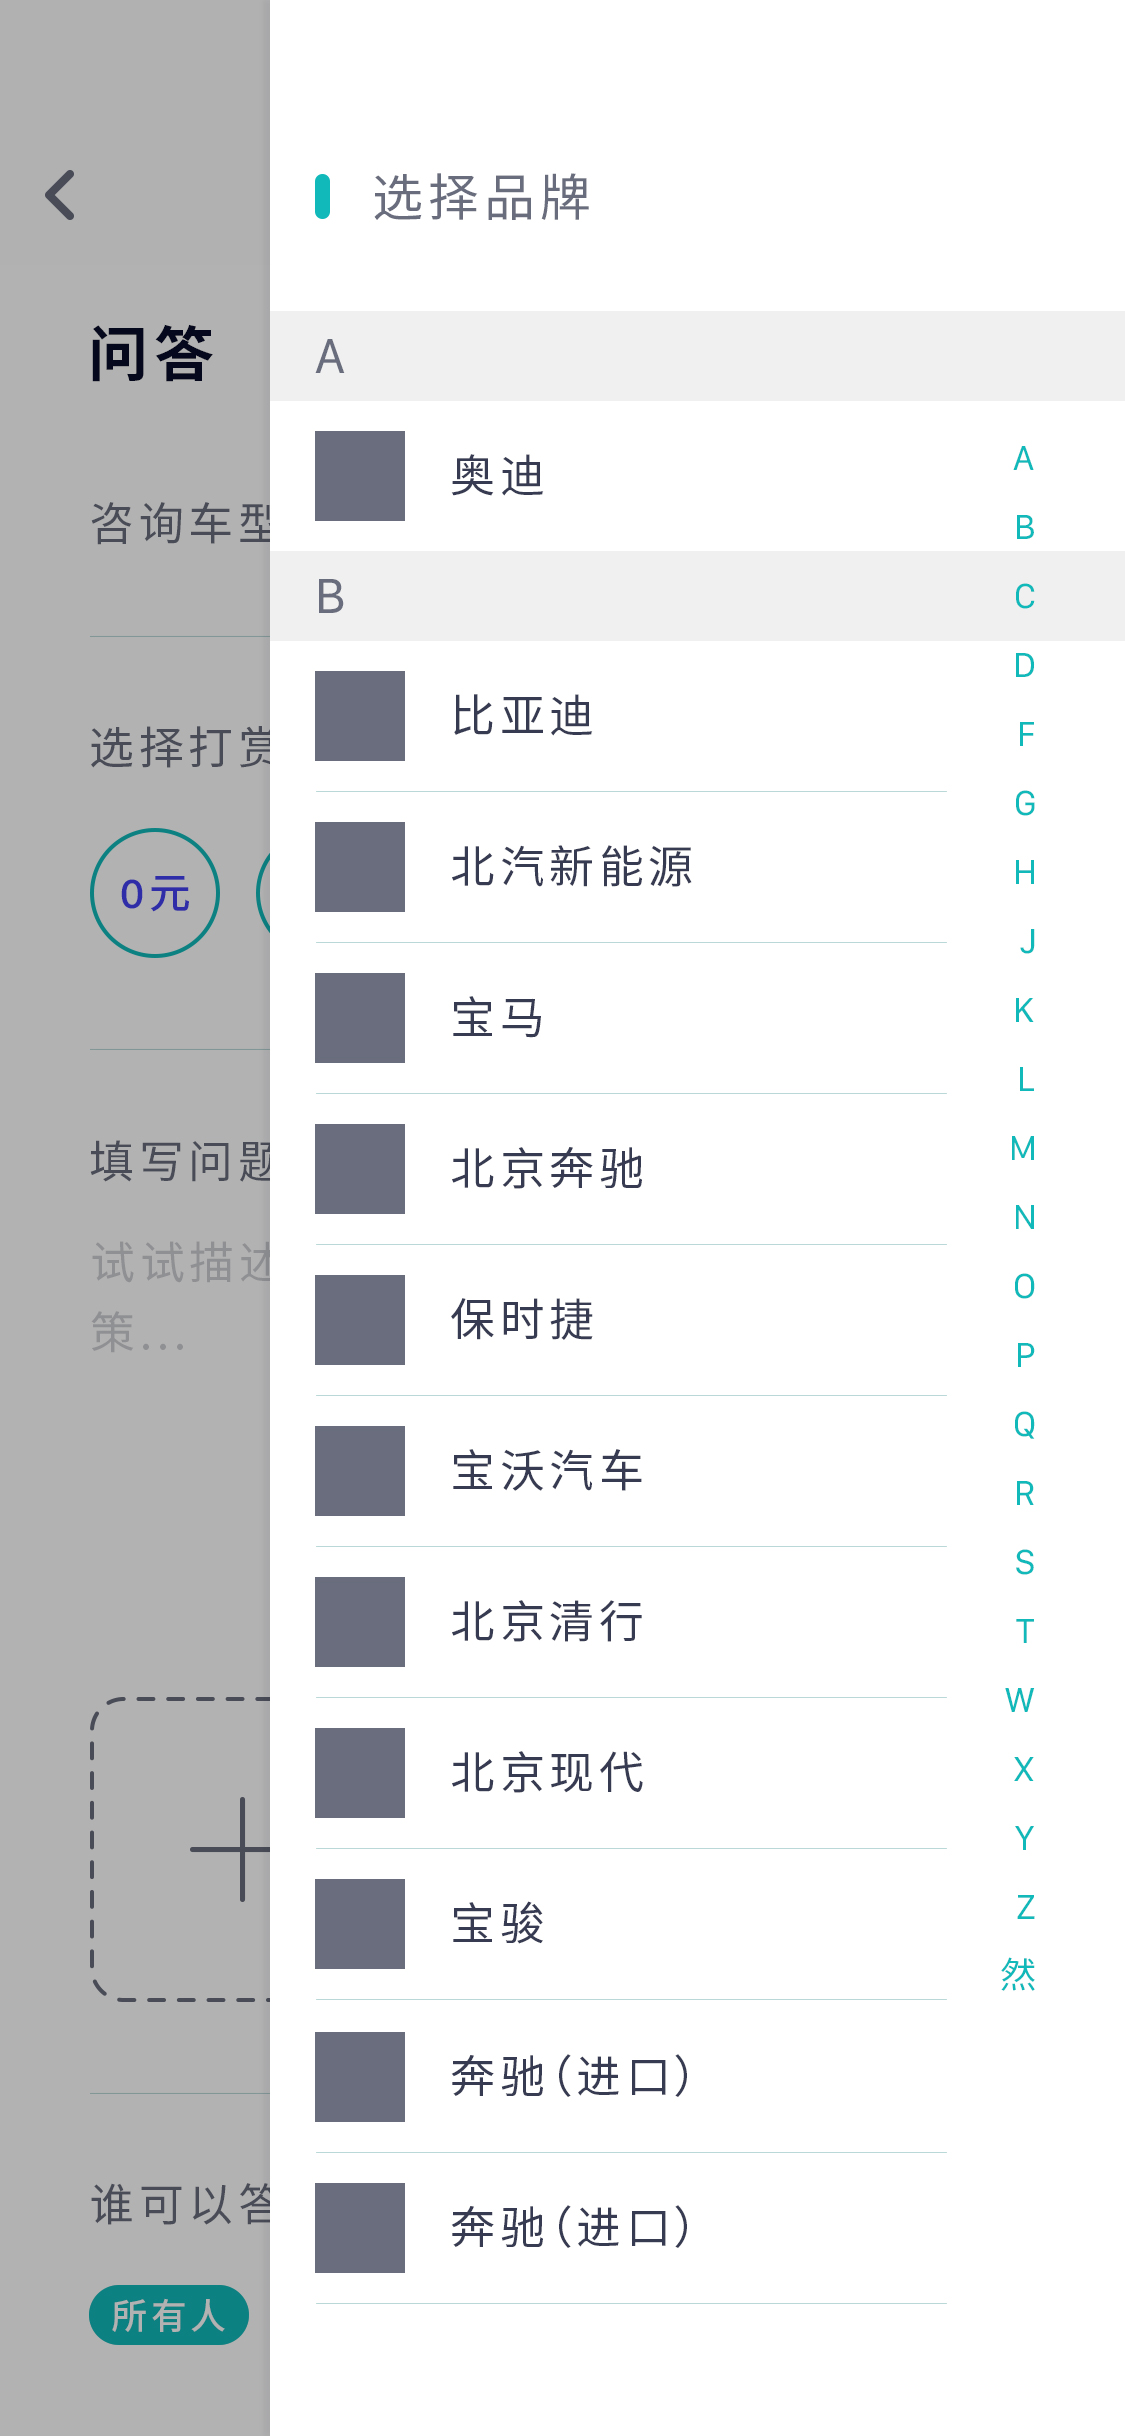 选择品牌
问答
咨询车型
选择打赏
0元
填写问题
试试描述
策...
谁可以答
所有人
A
奥迪
B
比亚迪
北汽新能源
宝马
北京奔驰
保时捷
宝沃汽车
北京清行
北京现代
宝骏
奔驰（进口）
奔驰（进口）
A
B
C
D
F
G
H
J
K
L
M
N
O
P
Q
R
S
T
W
X
Y
Z
然